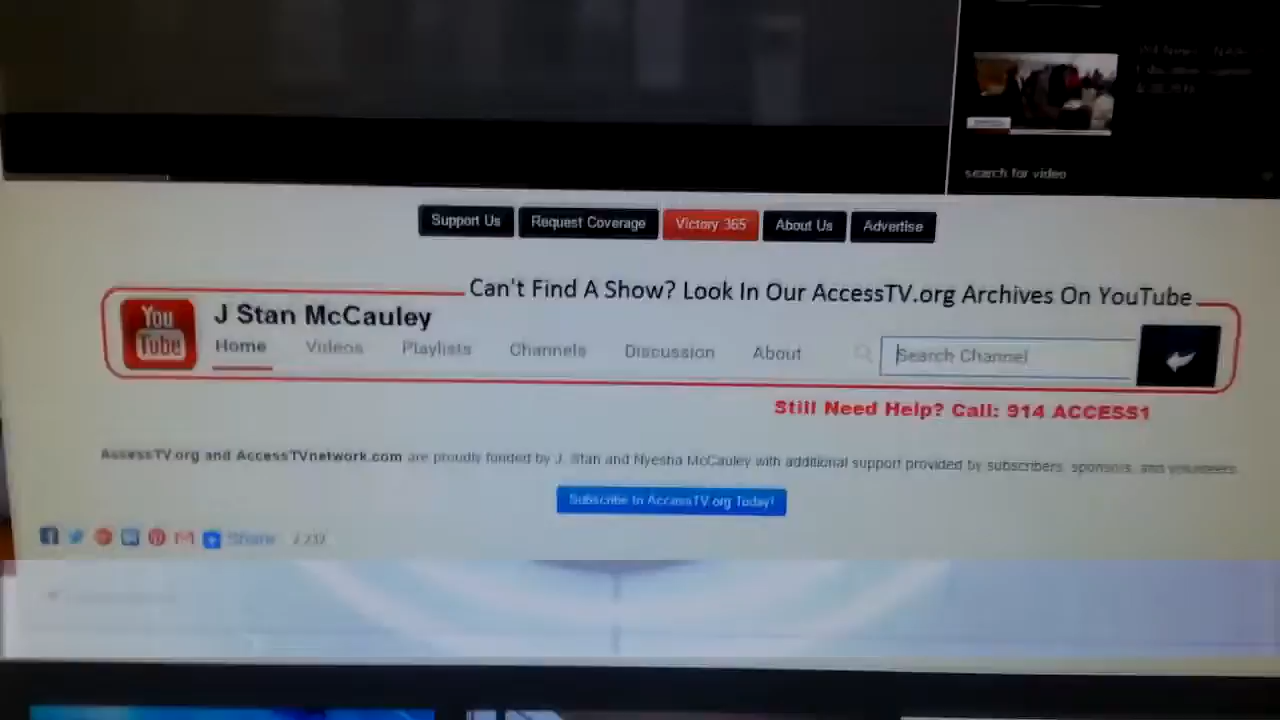 search for video
Support Us Request Coverage Victory 365 About Us Advertise
Can't Find A Show? Look In Our AccessTV.org Archives On YouTube
You Tube
J Stan McCauley
Home Videos Playlists Channels Discussion About Search Channel
Still Need Help? Call: 914 ACCESS1
AccessTV.org and AccessTVnetwork.com are proudly funded by J. Stan and Nyesha McCauley with additional support provided by subscribers, sponsors, and volunteers
Subscribe to AccessTV.org Today!
Share